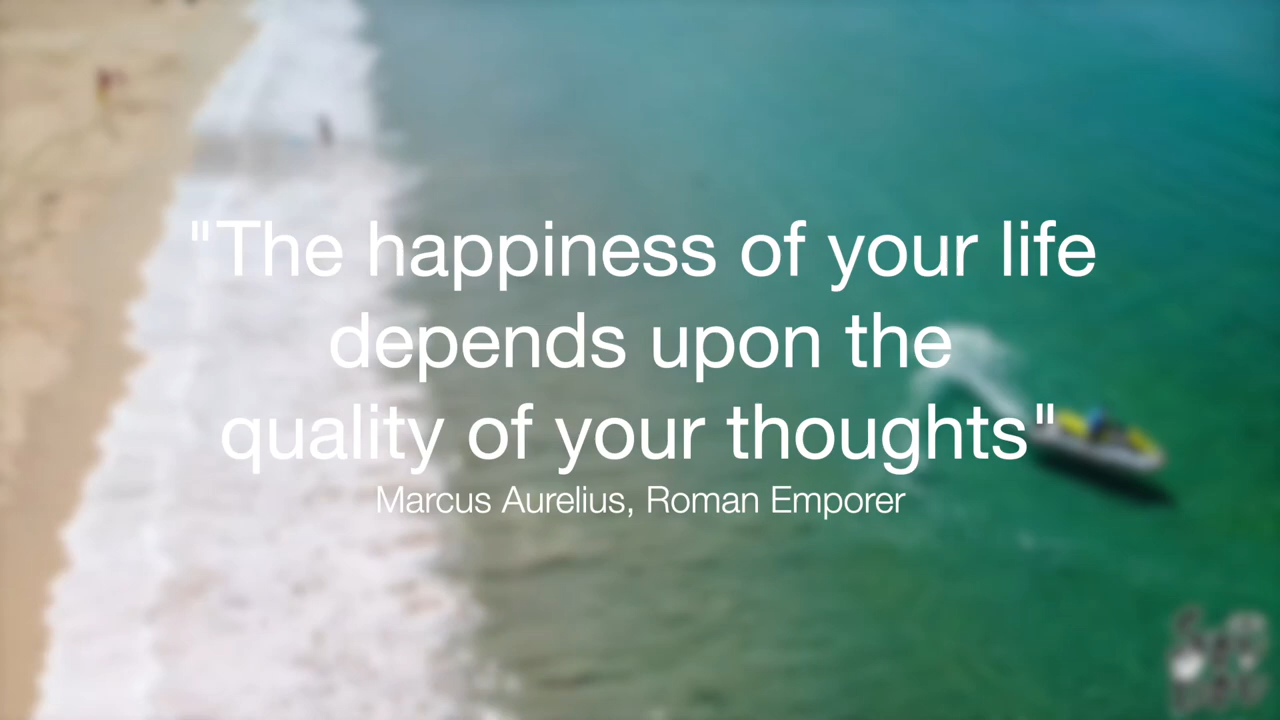 "The happiness of your life
depends upon the
quality of your thoughts"
Marcus Aurelius, Roman Emporer